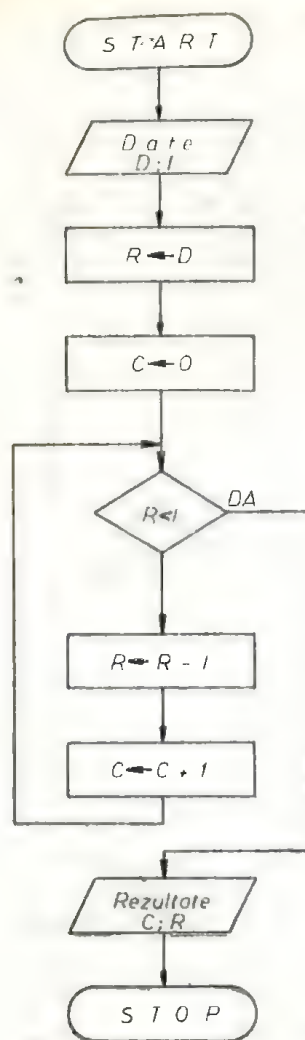 START
Date
D;I
R ← D
C ← 0
R<I
DA
R ← R - I
C ← C + 1
Rezultate
C;R
STOP